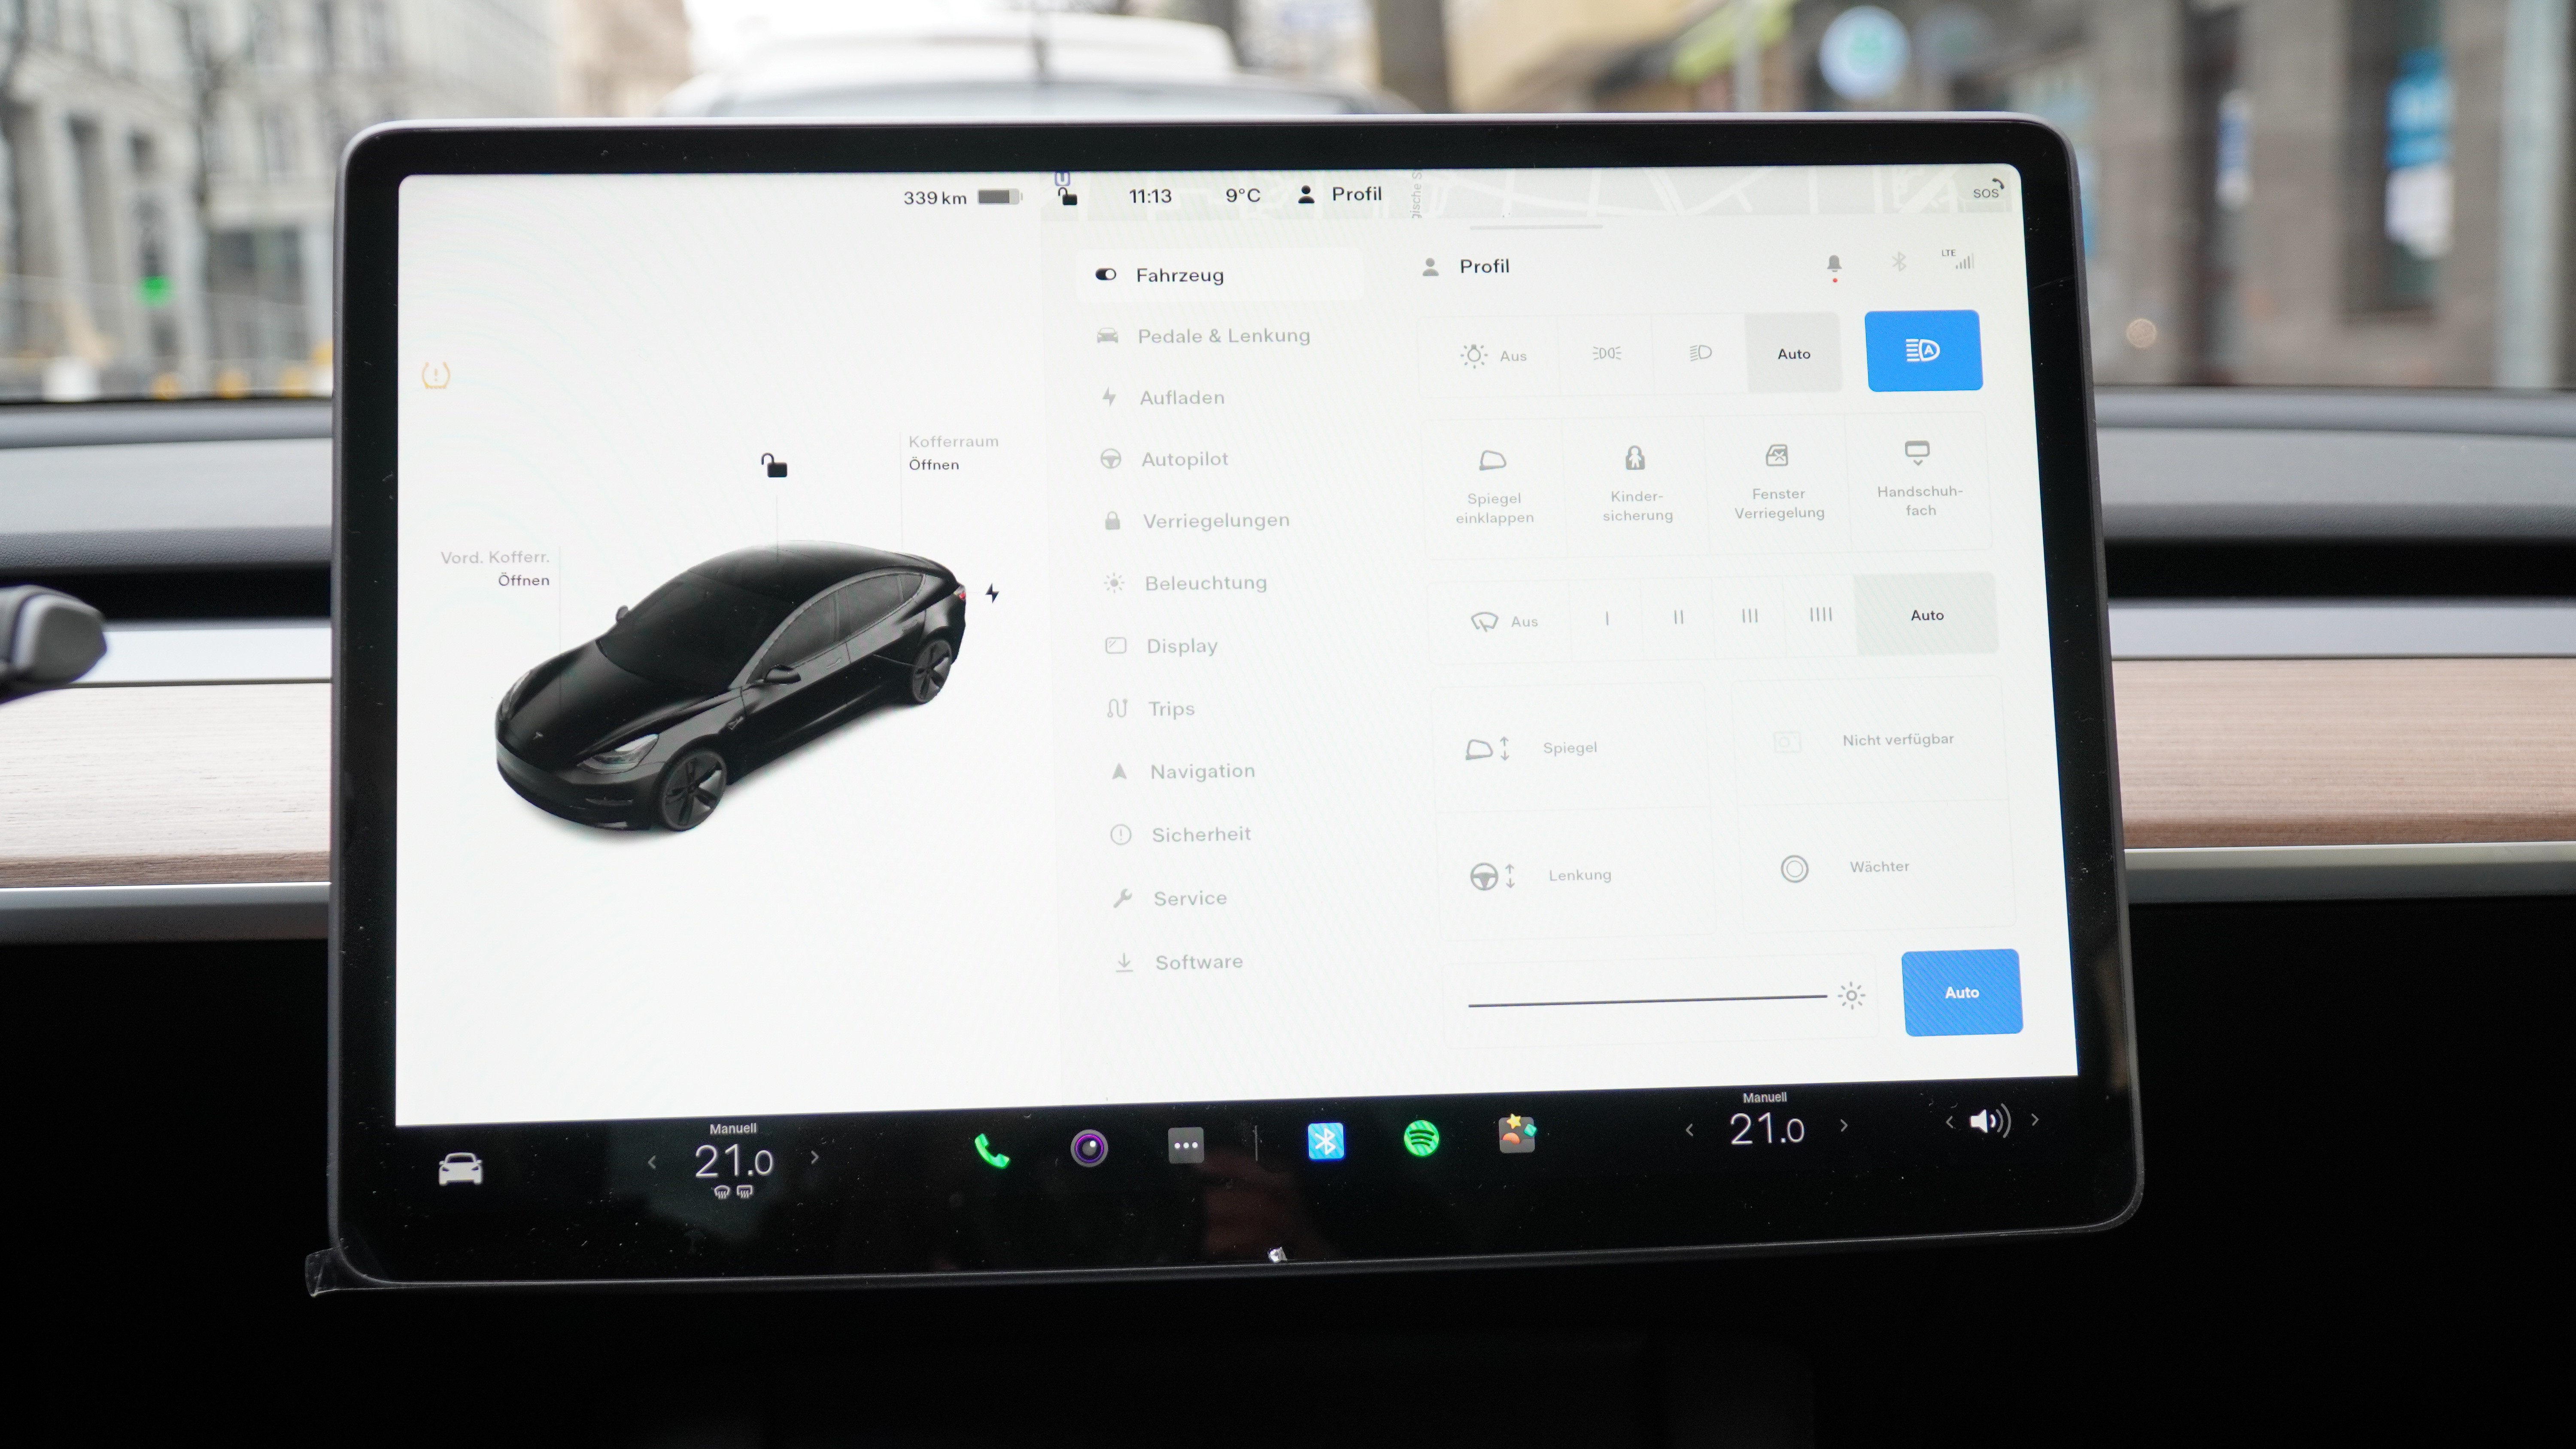 339 km
11:13
9°C
Profil
SOS
Kofferraum
Öffnen
Vord. Kofferr.
Öffnen
Fahrzeug
Pedale & Lenkung
Aufladen
Autopilot
Verriegelungen
Beleuchtung
Display
Trips
Navigation
Sicherheit
Service
Software
Profil
LTE
Aus
Auto
A
Spiegel
einklappen
Kinder-
sicherung
Fenster
Verriegelung
Handschuh-
fach
Aus
I
II
III
IIII
Auto
Spiegel
Nicht verfügbar
Lenkung
Wächter
Auto
Manuell
21.0
Manuell
21.0